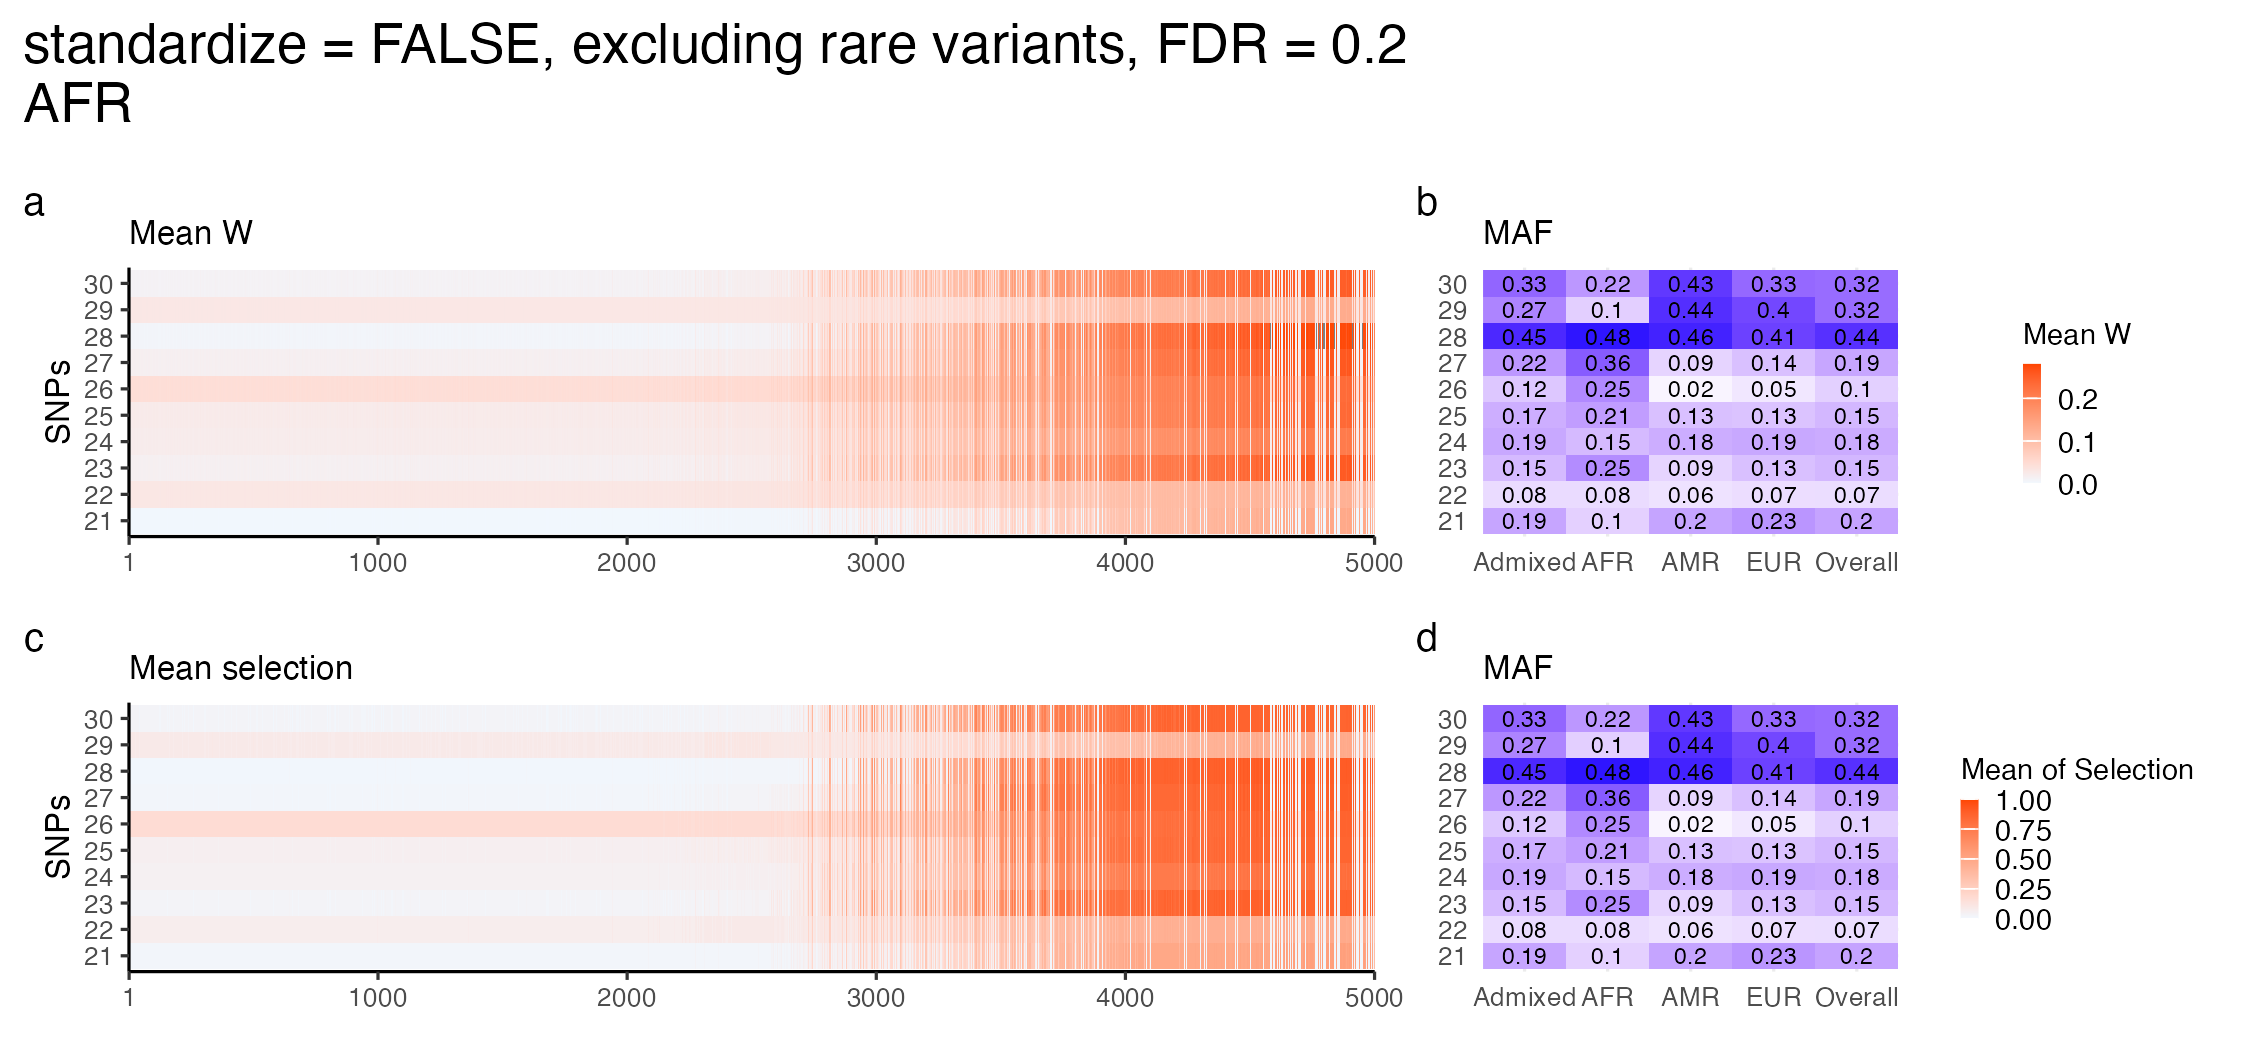 standardize = FALSE, excluding rare variants, FDR = 0.2
AFR
a
Mean W
SNPs
30
29
28
27
26
25
24
23
22
21
1 1000 2000 3000 4000 5000
b
MAF
30 0.33 0.22 0.43 0.33 0.32
29 0.27 0.1 0.44 0.4 0.32
28 0.45 0.48 0.46 0.41 0.44
27 0.22 0.36 0.09 0.14 0.19
26 0.12 0.25 0.02 0.05 0.1
25 0.17 0.21 0.13 0.13 0.15
24 0.19 0.15 0.18 0.19 0.18
23 0.15 0.25 0.09 0.13 0.15
22 0.08 0.08 0.06 0.07 0.07
21 0.19 0.1 0.2 0.23 0.2
Admixed AFR AMR EUR Overall
Mean W
0.2
0.1
0.0
c
Mean selection
SNPs
30
29
28
27
26
25
24
23
22
21
1 1000 2000 3000 4000 5000
d
MAF
30 0.33 0.22 0.43 0.33 0.32
29 0.27 0.1 0.44 0.4 0.32
28 0.45 0.48 0.46 0.41 0.44
27 0.22 0.36 0.09 0.14 0.19
26 0.12 0.25 0.02 0.05 0.1
25 0.17 0.21 0.13 0.13 0.15
24 0.19 0.15 0.18 0.19 0.18
23 0.15 0.25 0.09 0.13 0.15
22 0.08 0.08 0.06 0.07 0.07
21 0.19 0.1 0.2 0.23 0.2
Admixed AFR AMR EUR Overall
Mean of Selection
1.00
0.75
0.50
0.25
0.00